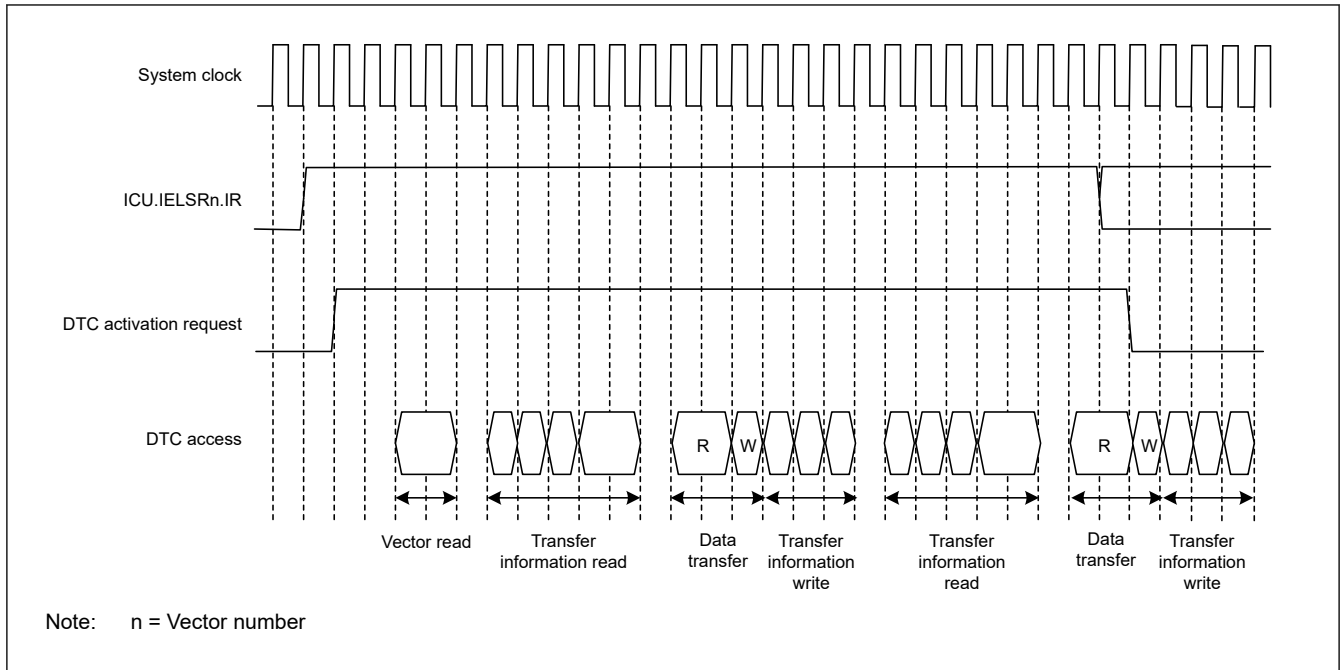 System clock
ICU.IELSRn.IR
DTC activation request
DTC access
R
W
R
W
Vector read
Transfer
information read
Data
transfer
Transfer
information
write
Transfer
information
read
Data
transfer
Transfer
information
write
Note: n = Vector number